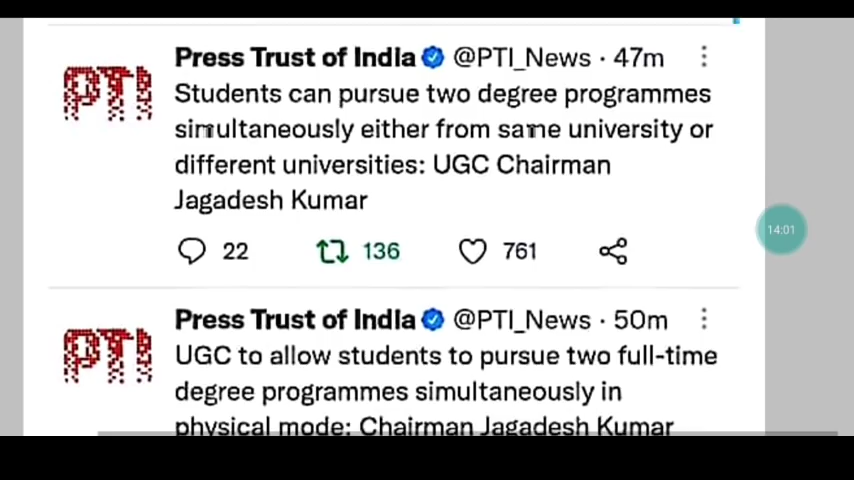 PTI
Press Trust of India @PTI_News · 47m
Students can pursue two degree programmes
simultaneously either from same university or
different universities: UGC Chairman
Jagadesh Kumar
22 136 761
14:01
PTI
Press Trust of India @PTI_News · 50m
UGC to allow students to pursue two full-time
degree programmes simultaneously in
physical mode: Chairman Jagadesh Kumar